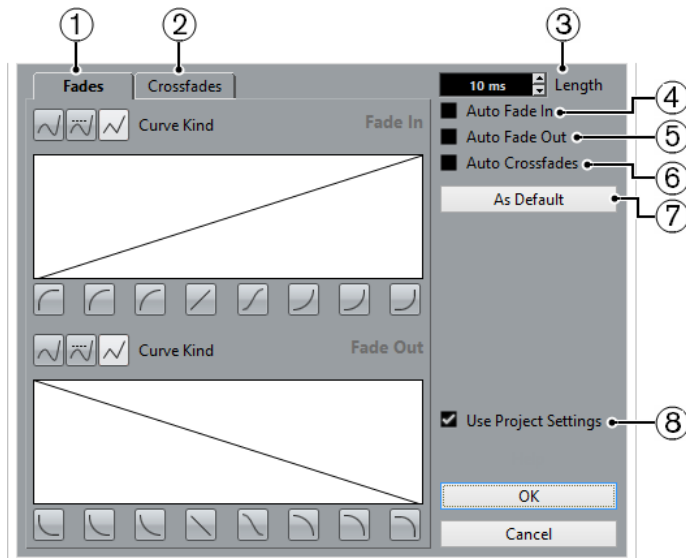 1
2
3
Fades
Crossfades
10 ms
Length
4
Auto Fade In
5
Auto Fade Out
6
Auto Crossfades
7
As Default
Curve Kind
Fade In
Curve Kind
Fade Out
8
Use Project Settings
OK
Cancel